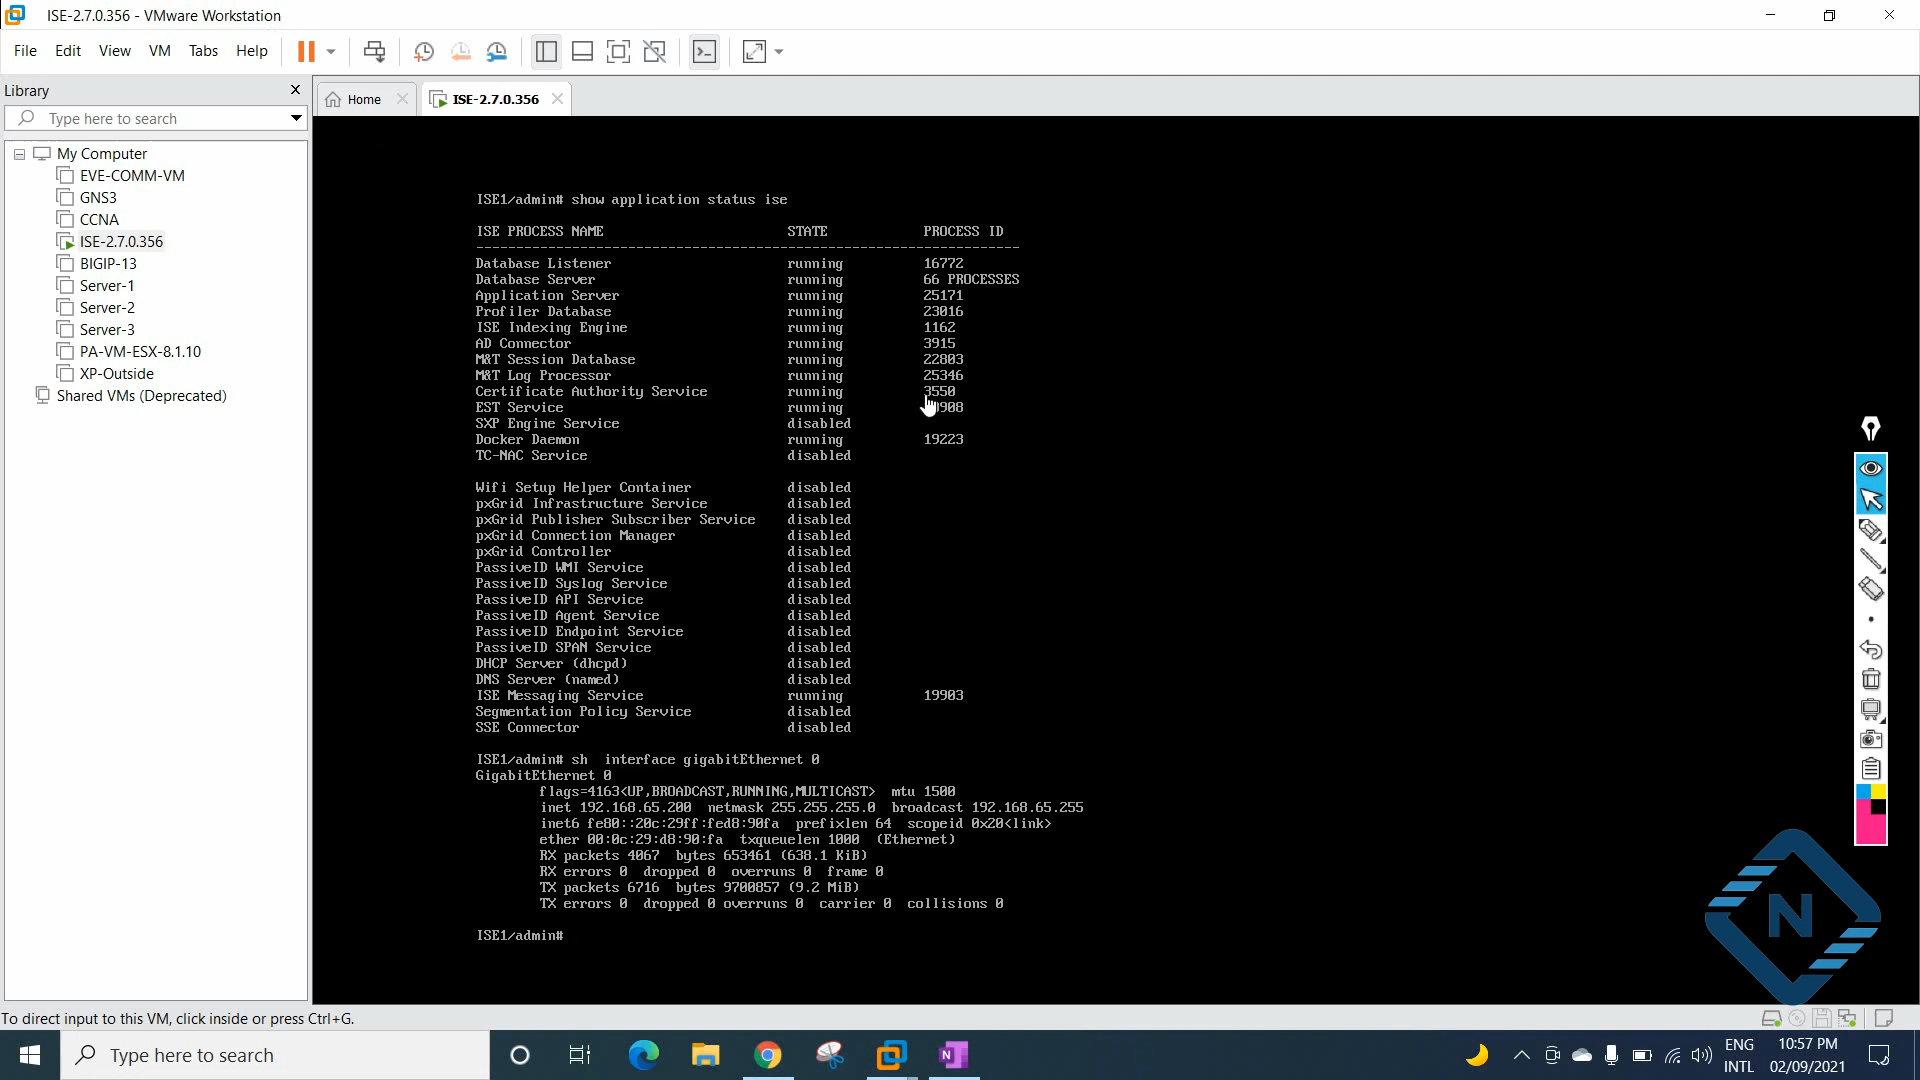 ISE-2.7.0.356 - VMware Workstation
File Edit View VM Tabs Help
Library
Type here to search
Home
ISE-2.7.0.356
My Computer
EVE-COMM-VM
GNS3
CCNA
ISE-2.7.0.356
BIGIP-13
Server-1
Server-2
Server-3
PA-VM-ESX-8.1.10
XP-Outside
Shared VMs (Deprecated)
ISE1/admin# show application status ise
ISE PROCESS NAME STATE PROCESS ID
--------------------------------------------------------------------
Database Listener running 16772
Database Server running 66 PROCESSES
Application Server running 25171
Profiler Database running 23016
ISE Indexing Engine running 1162
AD Connector running 3915
M&T Session Database running 22803
M&T Log Processor running 25346
Certificate Authority Service running 3550
EST Service running
SXP Engine Service disabled
Docker Daemon running 19223
TC-NAC Service disabled
Wifi Setup Helper Container disabled
pxGrid Infrastructure Service disabled
pxGrid Publisher Subscriber Service disabled
pxGrid Connection Manager disabled
pxGrid Controller disabled
PassiveID WMI Service disabled
PassiveID Syslog Service disabled
PassiveID API Service disabled
PassiveID Agent Service disabled
PassiveID Endpoint Service disabled
PassiveID SPAN Service disabled
DHCP Server (dhcpd) disabled
DNS Server (named) disabled
ISE Messaging Service running 19903
Segmentation Policy Service disabled
SSE Connector disabled
ISE1/admin# sh  interface gigabitEthernet 0
GigabitEthernet 0
flags=4163<UP,BROADCAST,RUNNING,MULTICAST>  mtu 1500
inet 192.168.65.200  netmask 255.255.255.0  broadcast 192.168.65.255
inet6 fe80::20c:29ff:fed8:90fa  prefixlen 64  scopeid 0x20<link>
ether 00:0c:29:d8:90:fa  txqueuelen 1000  (Ethernet)
RX packets 4067  bytes 653461 (638.1 KiB)
RX errors 0  dropped 0  overruns 0  frame 0
TX packets 6716  bytes 9700857 (9.2 MiB)
TX errors 0  dropped 0 overruns 0  carrier 0  collisions 0
ISE1/admin#
N
To direct input to this VM, click inside or press Ctrl+G.
Type here to search
N
ENG
INTL
10:57 PM
02/09/2021